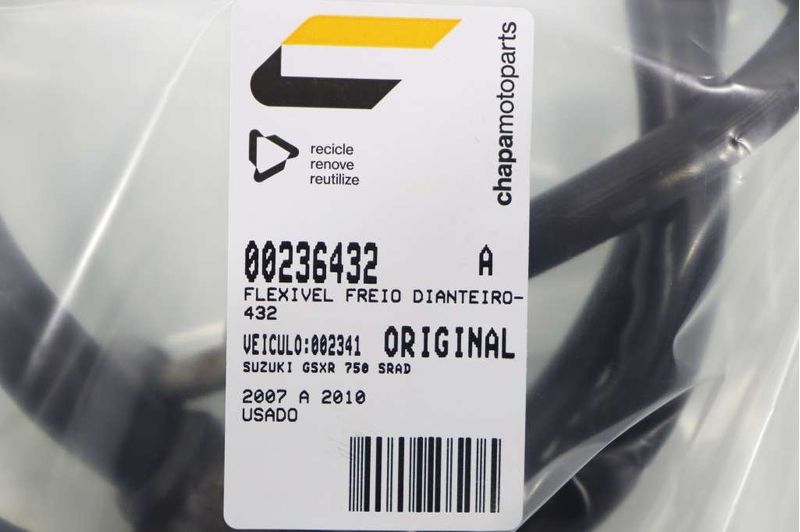 chapamotoparts
recicle
renove
reutilize
00236432 A
FLEXIVEL FREIO DIANTEIRO-
432
VEICULO:002341 ORIGINAL
SUZUKI GSXR 750 SRAD
2007 A 2010
USADO